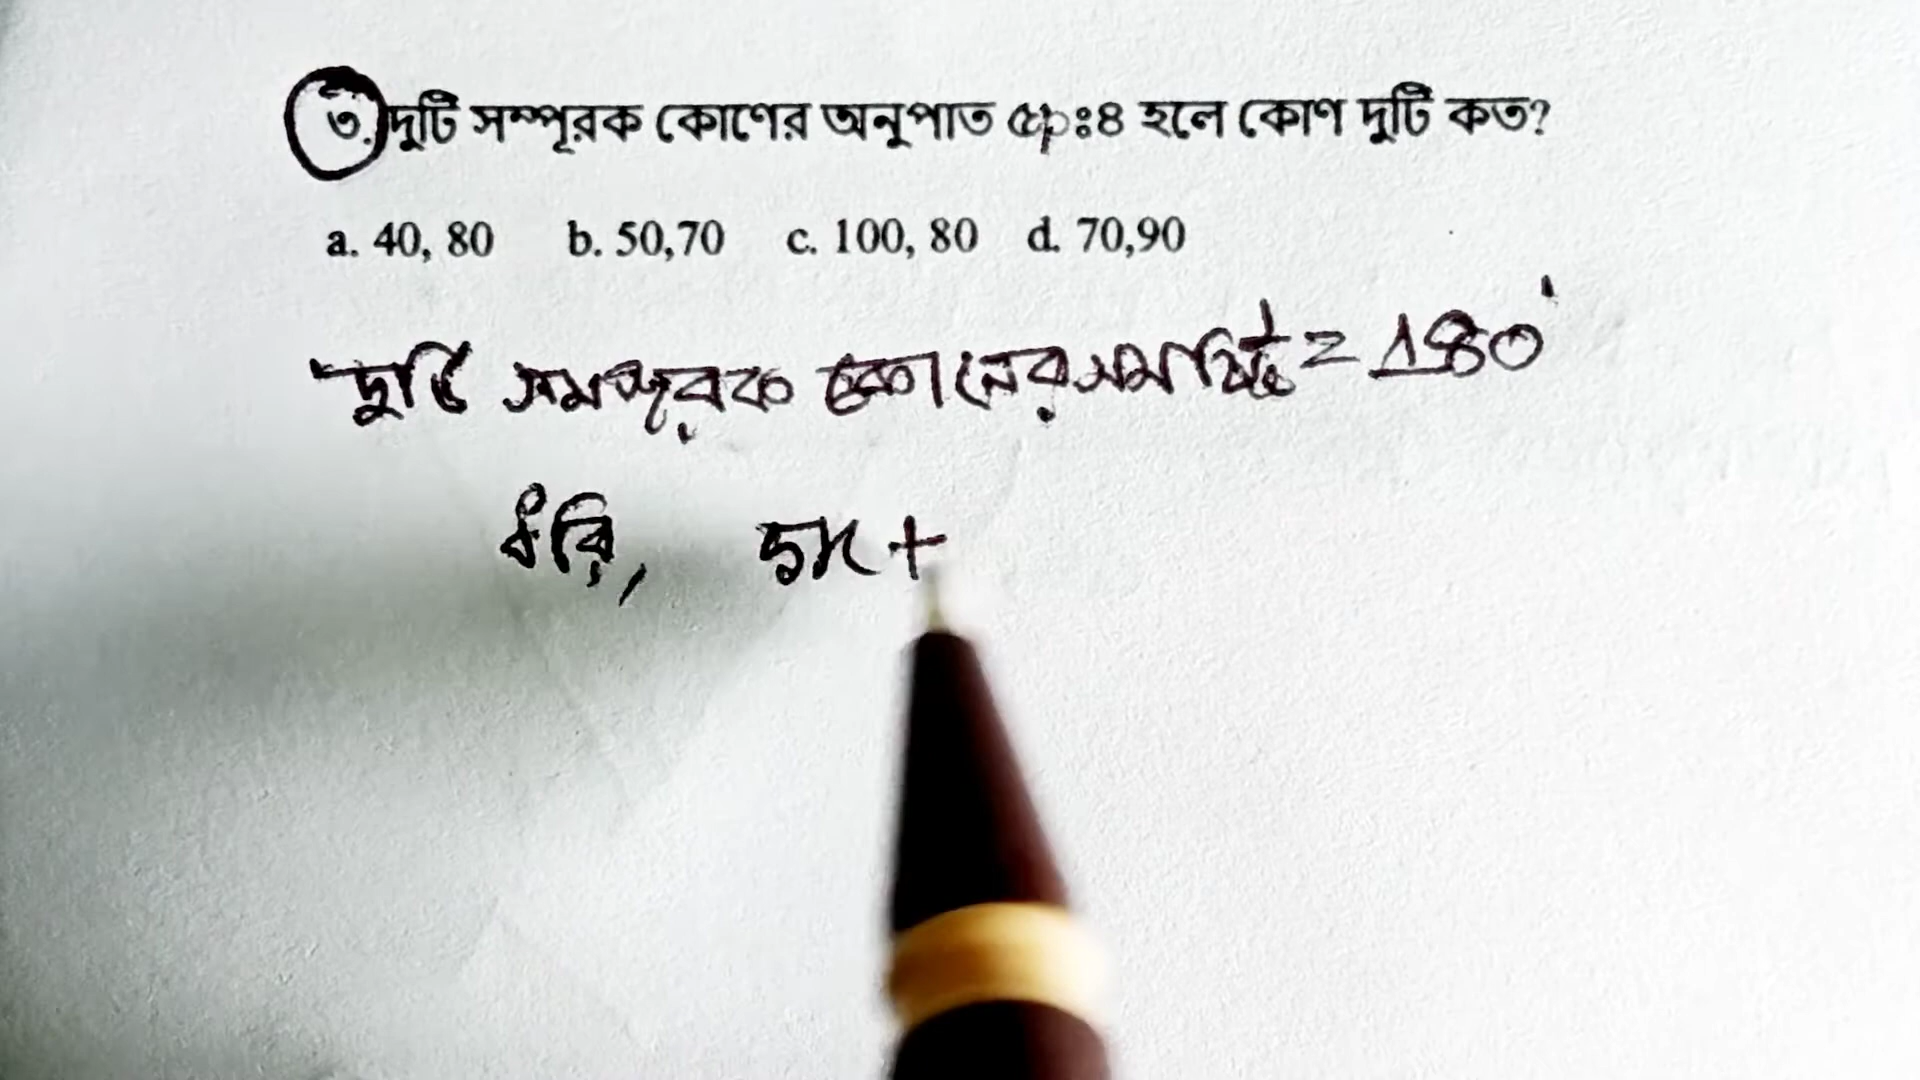 ৩. দুটি সম্পূরক কোণের অনুপাত ৫ঃ৪ হলে কোণ দুটি কত?
a. 40, 80 b. 50,70 c. 100, 80 d. 70,90
দুটি সমপূরক কোনের সমষ্টি = 180°
ধরি, 5x +